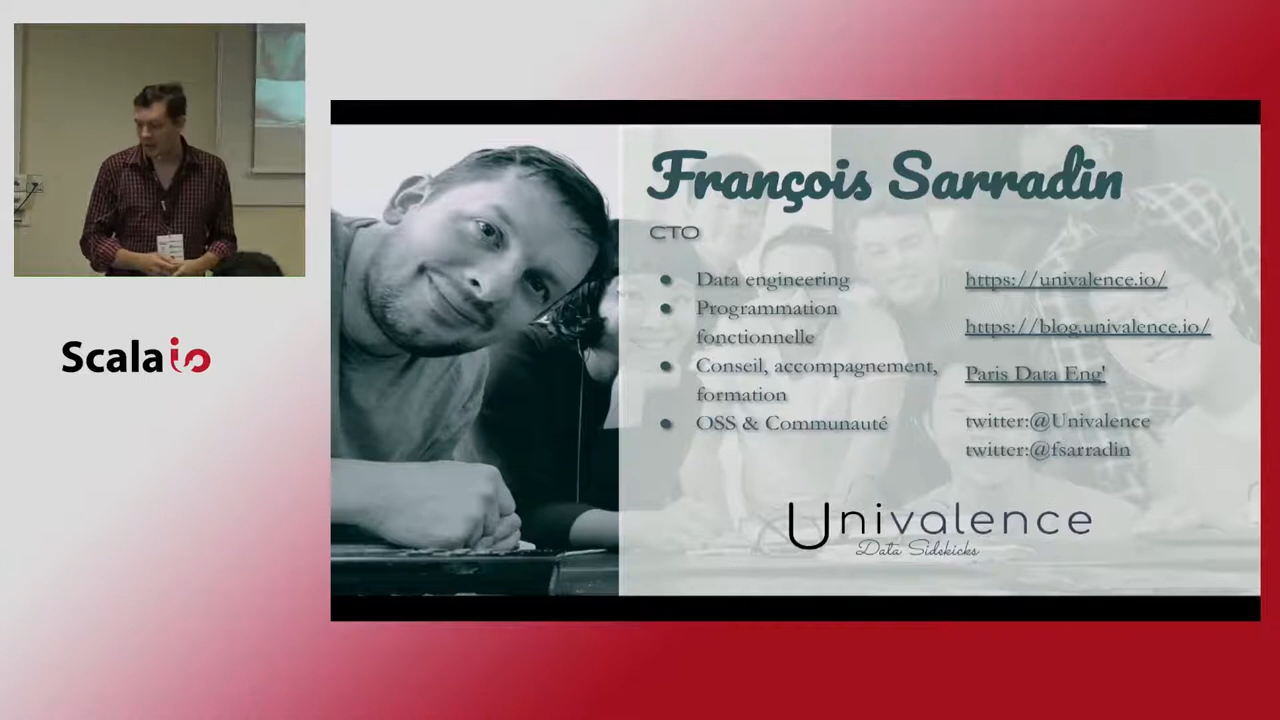 Scala
io
François Sarradin
CTO
● Data engineering
● Programmation
fonctionnelle
● Conseil, accompagnement,
formation
● OSS & Communauté
https://univalence.io/
https://blog.univalence.io/
Paris Data Eng'
twitter:@Univalence
twitter:@fsarradin
Univalence
Data Sidekicks